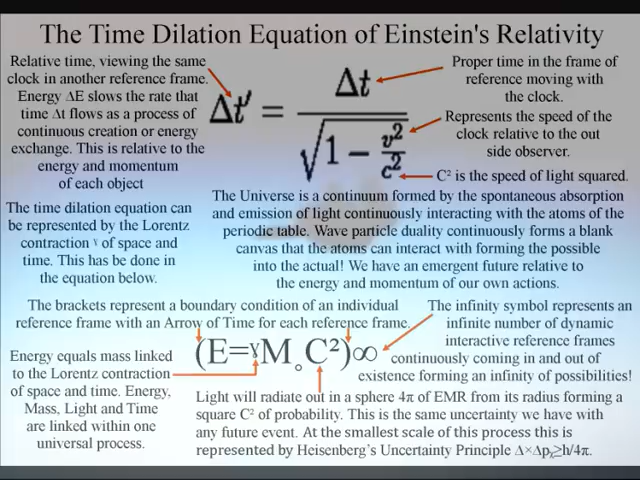 The Time Dilation Equation of Einstein's Relativity
Relative time, viewing the same
clock in another reference frame.
Energy ΔE slows the rate that
time Δt flows as a process of
continuous creation or energy
exchange. This is relative to the
energy and momentum
of each object
Δt' = Δt / √1 − v²/c²
Proper time in the frame of
reference moving with
the clock.
Represents the speed of the
clock relative to the out
side observer.
C² is the speed of light squared.
The time dilation equation can
be represented by the Lorentz
contraction γ of space and
time. This has be done in
the equation below.
The Universe is a continuum formed by the spontaneous absorption
and emission of light continuously interacting with the atoms of the
periodic table. Wave particle duality continuously forms a blank
canvas that the atoms can interact with forming the possible
into the actual! We have an emergent future relative to
the energy and momentum of our own actions.
The brackets represent a boundary condition of an individual
reference frame with an Arrow of Time for each reference frame.
The infinity symbol represents an
infinite number of dynamic
interactive reference frames
continuously coming in and out of
existence forming an infinity of possibilities!
(E=γM○C²)∞
Energy equals mass linked
to the Lorentz contraction
of space and time. Energy,
Mass, Light and Time
are linked within one
universal process.
Light will radiate out in a sphere 4π of EMR from its radius forming a
square C² of probability. This is the same uncertainty we have with
any future event. At the smallest scale of this process this is
represented by Heisenberg's Uncertainty Principle Δ×Δpₓ≥h/4π.